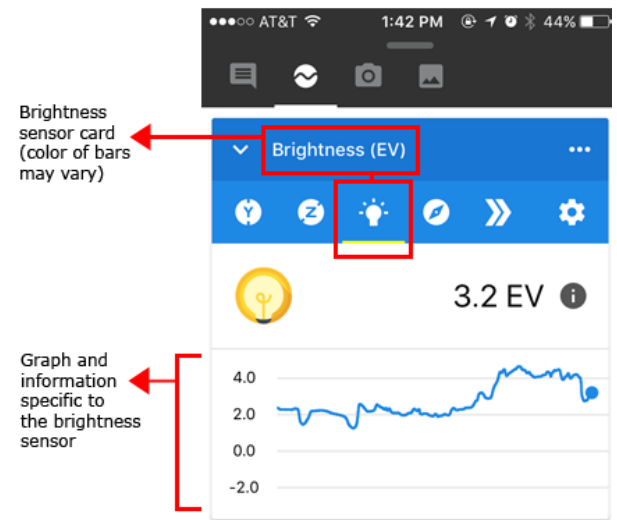 AT&T 1:42 PM 44%
Brightness
sensor card
(color of bars
may vary)
Brightness (EV)
Y Z
3.2 EV i
Graph and
information
specific to
the brightness
sensor
4.0
2.0
0.0
-2.0